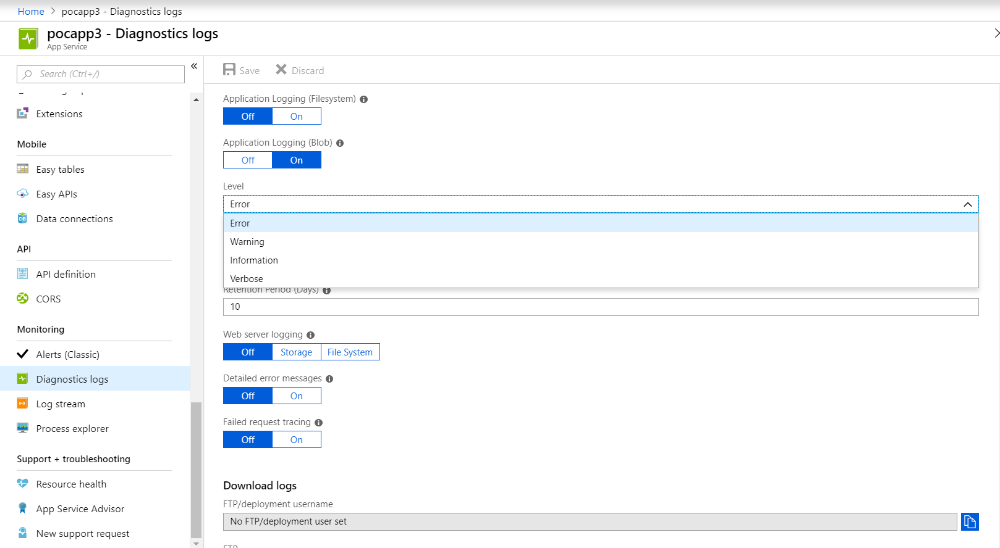 Home > pocapp3 - Diagnostics logs
pocapp3 - Diagnostics logs
App Service
Search (Ctrl+/)
Extensions
Mobile
Easy tables
Easy APIs
Data connections
API
API definition
CORS
Monitoring
Alerts (Classic)
Diagnostics logs
Log stream
Process explorer
Support + troubleshooting
Resource health
App Service Advisor
New support request
Save Discard
Application Logging (Filesystem)
Off On
Application Logging (Blob)
Off On
Level
Error
Error
Warning
Information
Verbose
Retention Period (Days)
10
Web server logging
Off Storage File System
Detailed error messages
Off On
Failed request tracing
Off On
Download logs
FTP/deployment username
No FTP/deployment user set